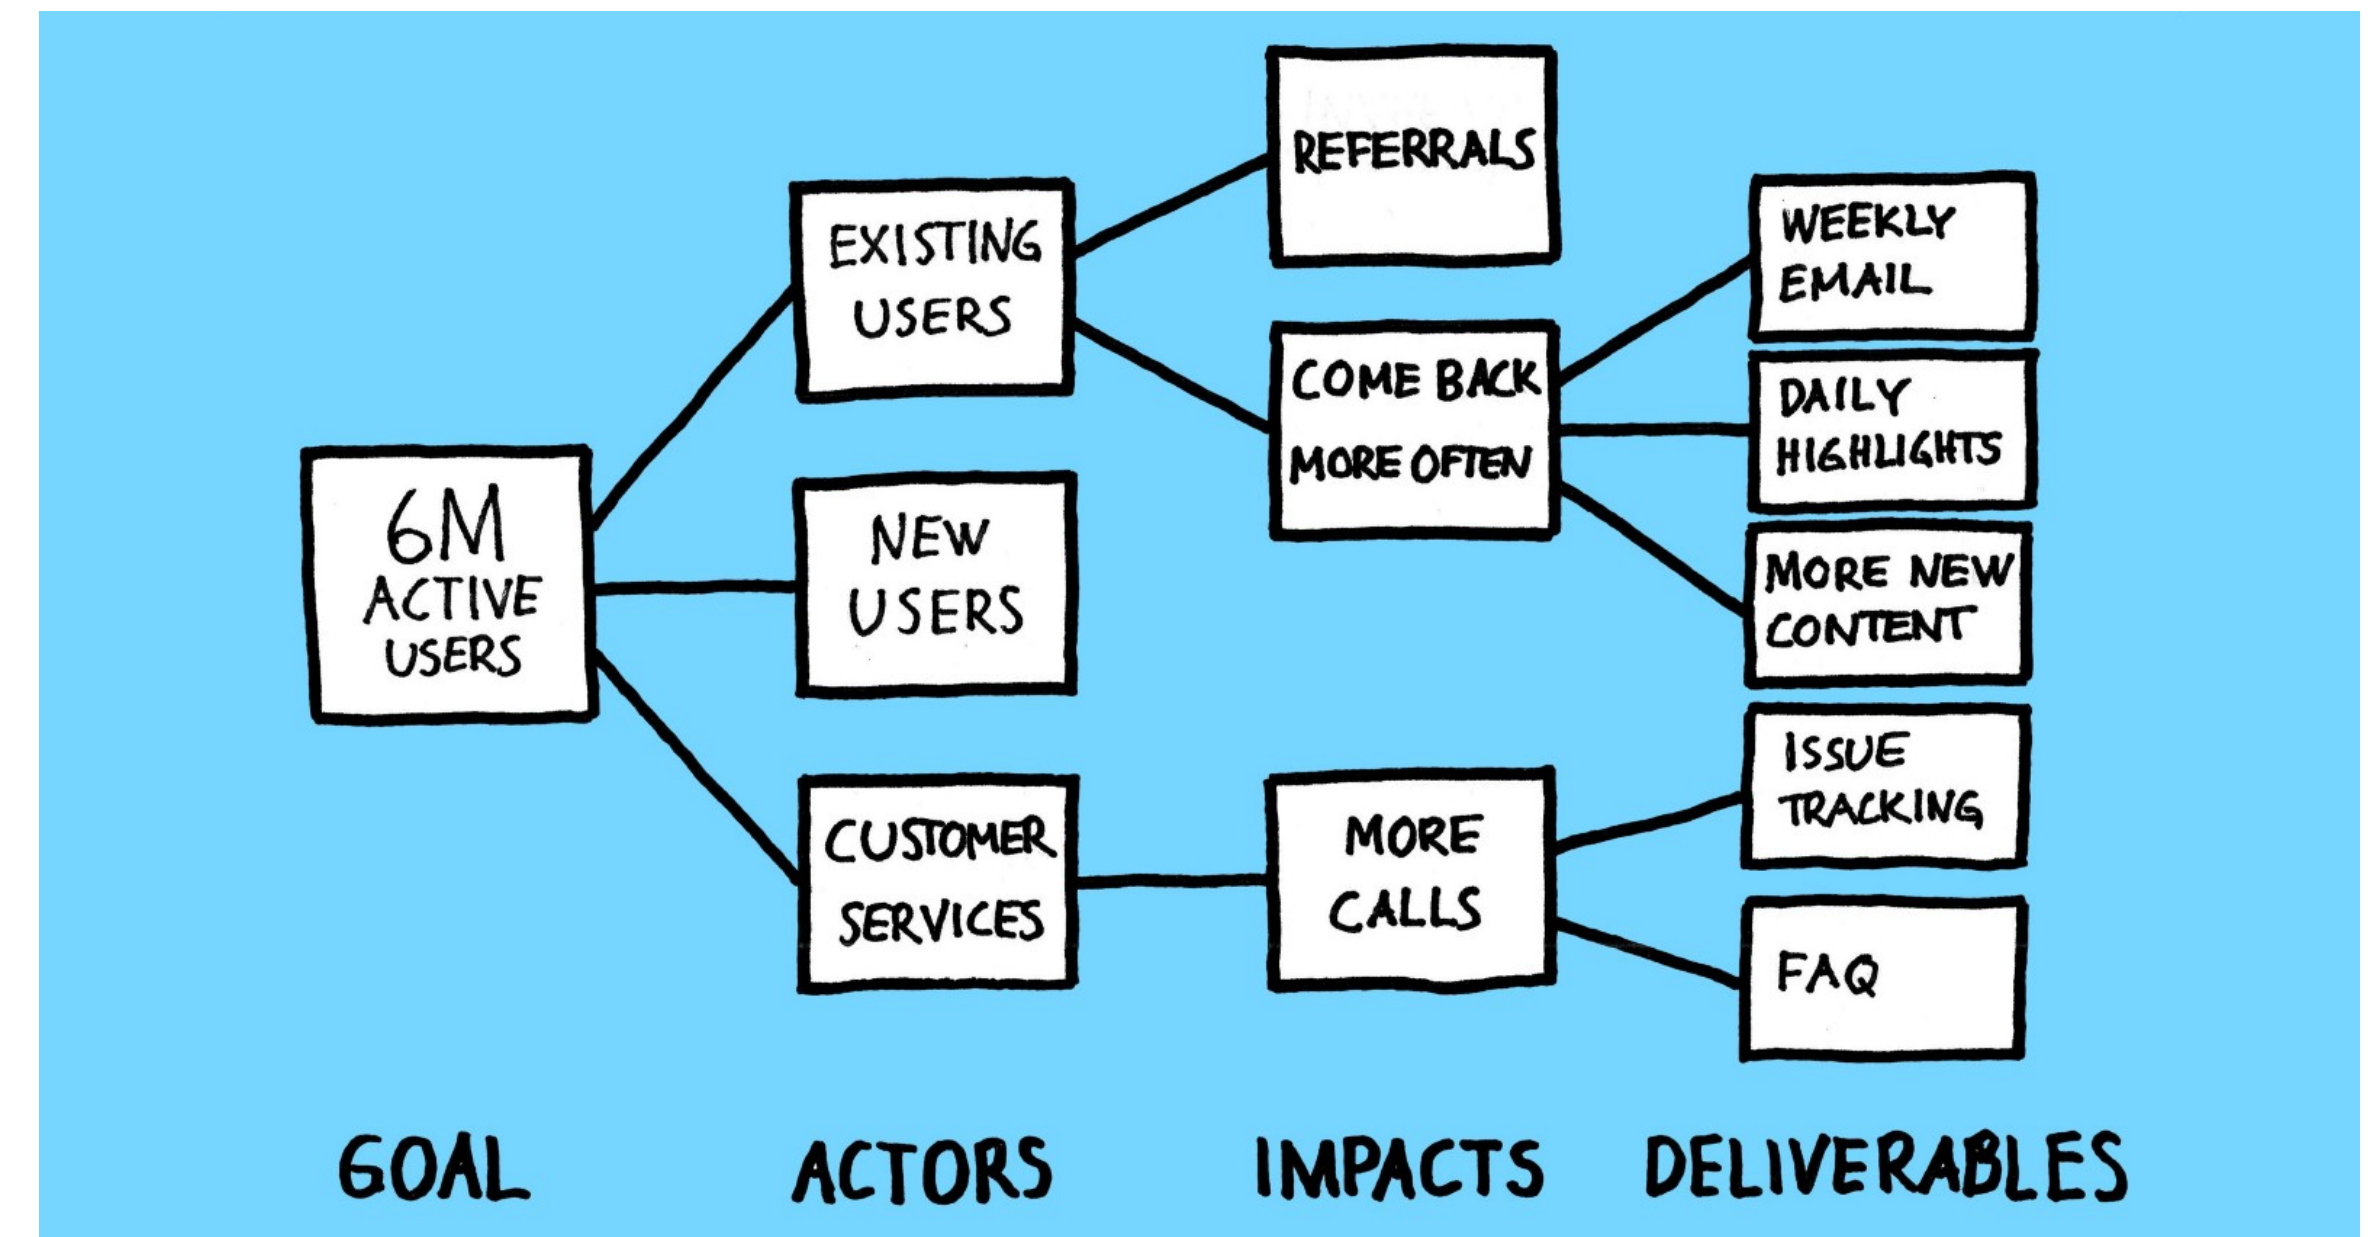 6M
ACTIVE
USERS
EXISTING
USERS
NEW
USERS
CUSTOMER
SERVICES
REFERRALS
COME BACK
MORE OFTEN
MORE
CALLS
WEEKLY
EMAIL
DAILY
HIGHLIGHTS
MORE NEW
CONTENT
ISSUE
TRACKING
FAQ
GOAL
ACTORS
IMPACTS
DELIVERABLES